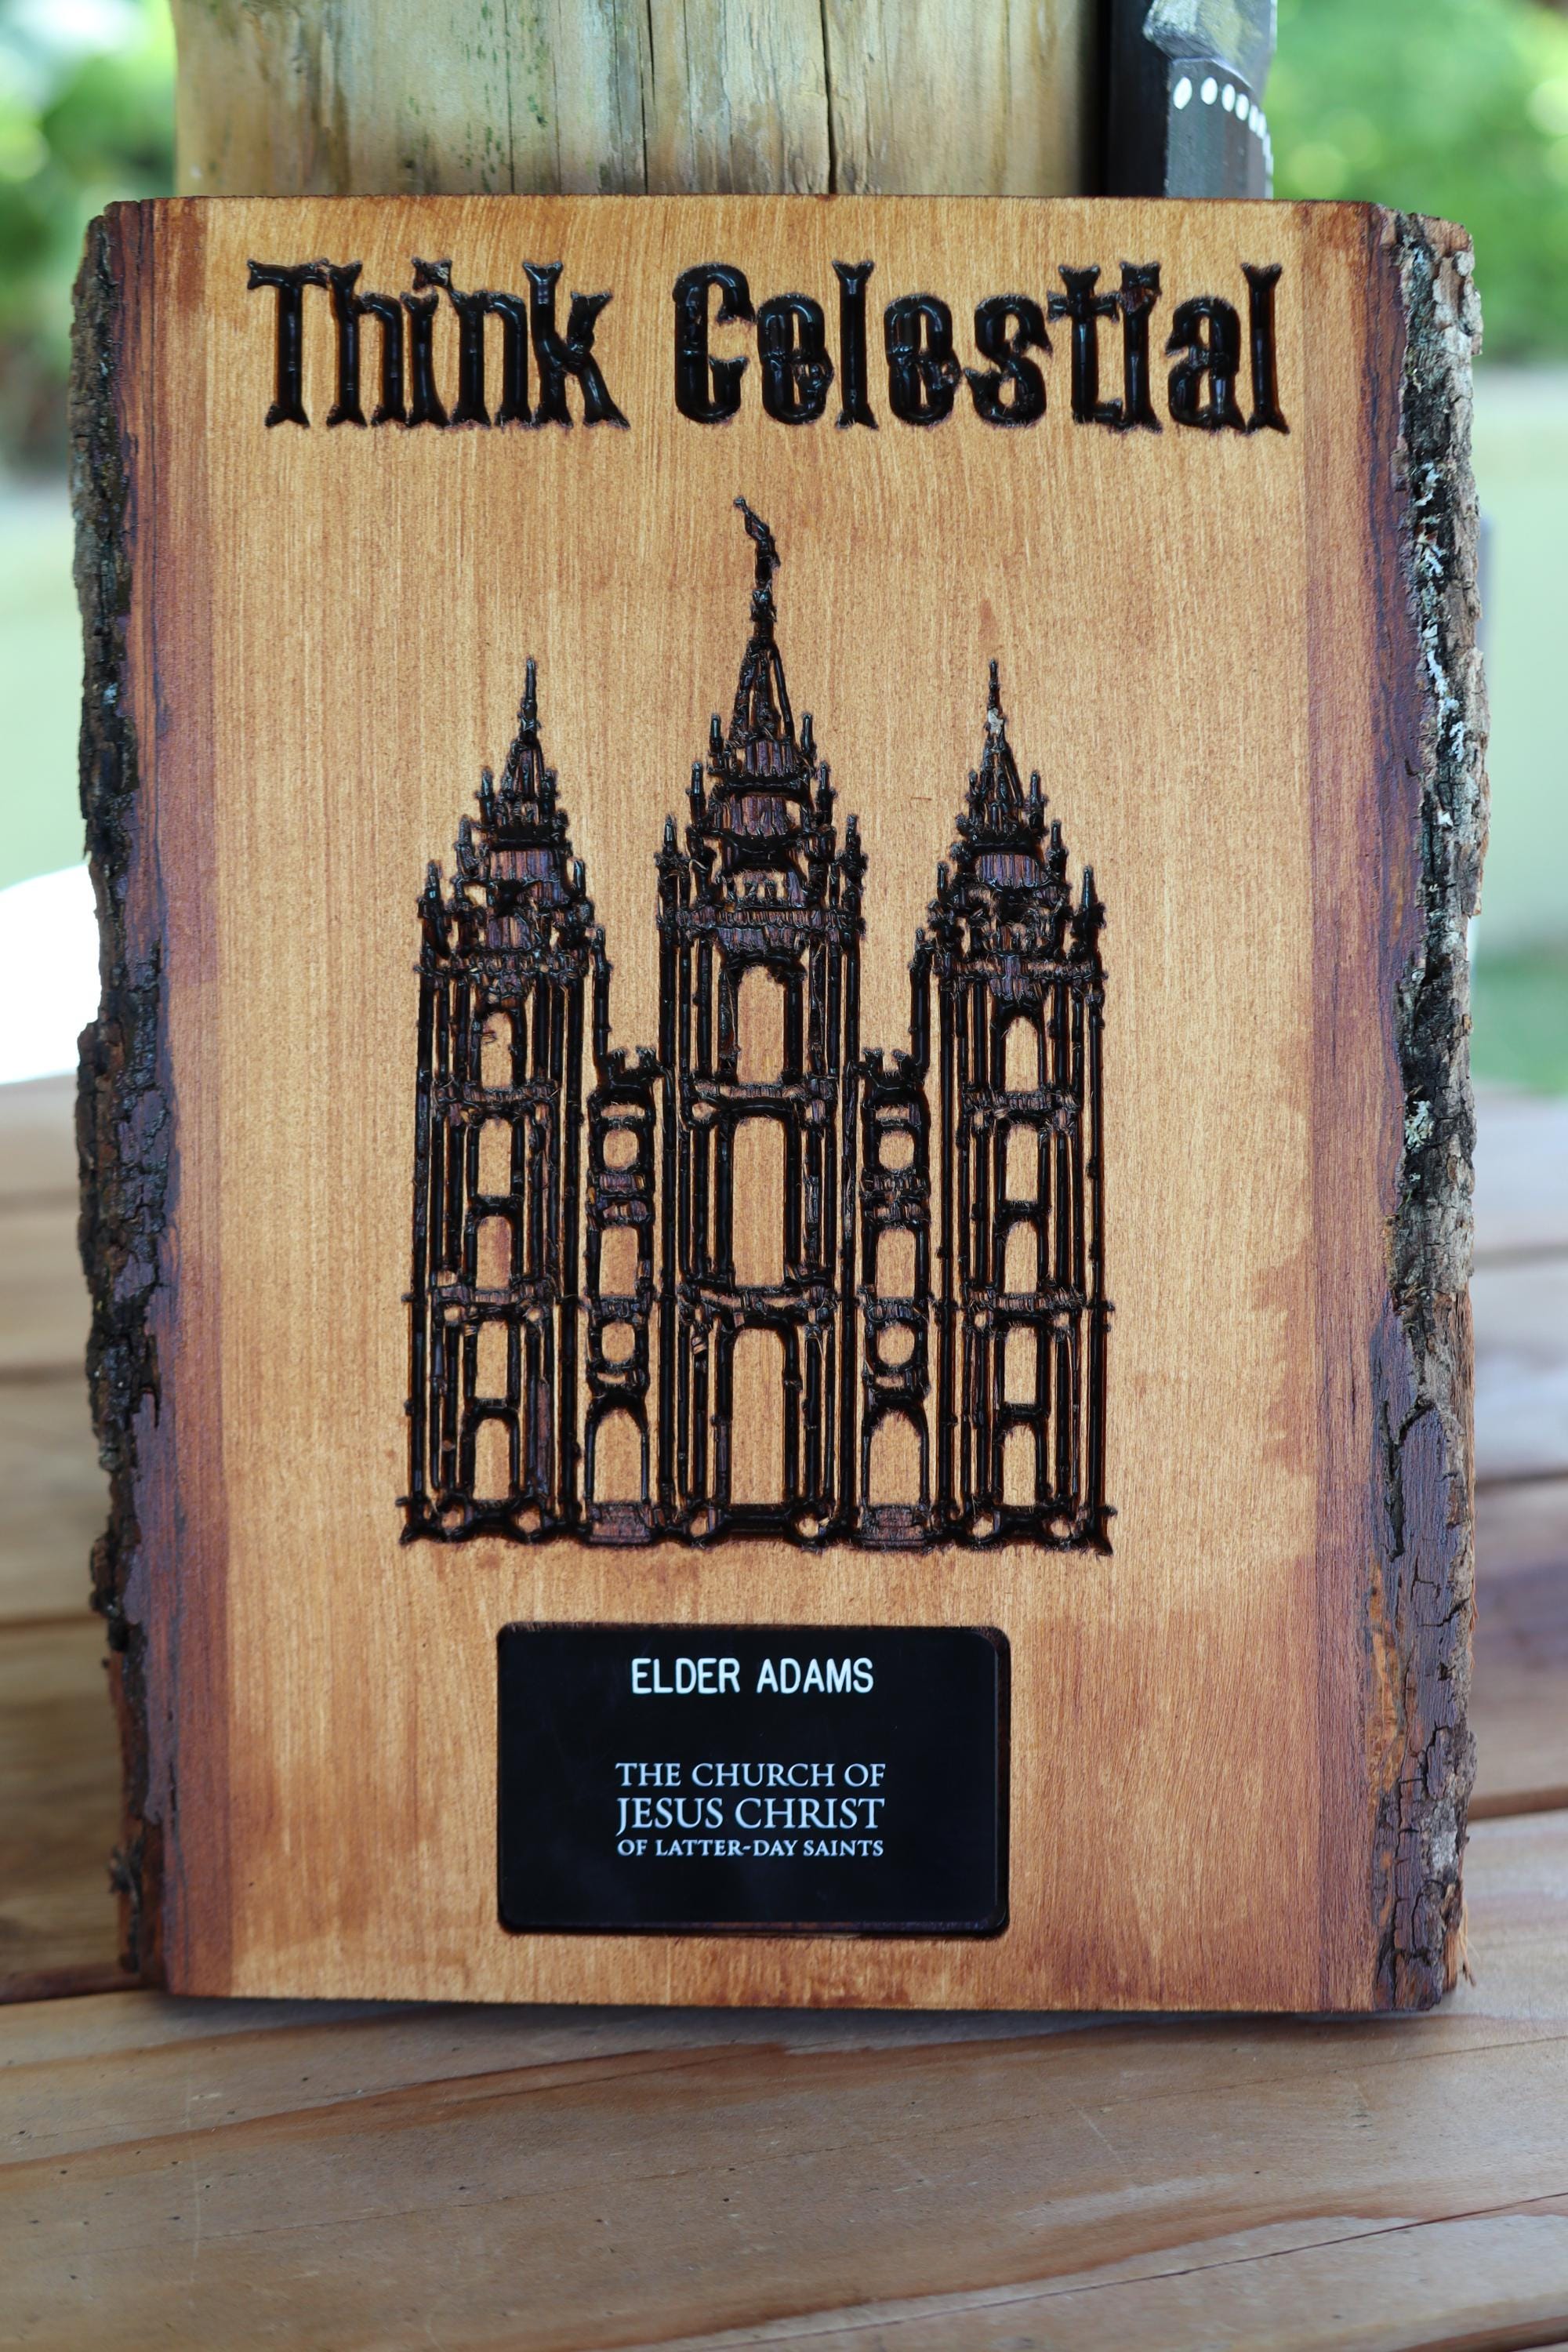 Think Celestial
ELDER ADAMS
THE CHURCH OF
JESUS CHRIST
OF LATTER-DAY SAINTS